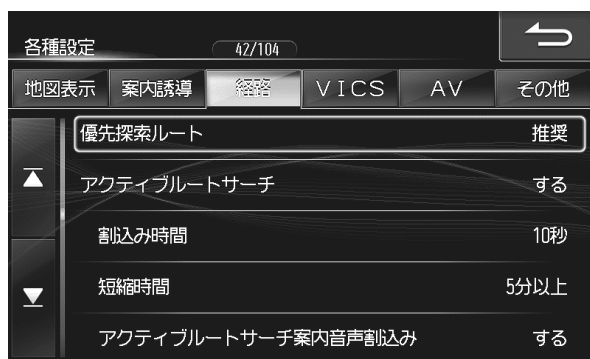 各種設定
42/104
地図表示 案内誘導 経路 VICS AV その他
優先探索ルート 推奨
アクティブルートサーチ する
割込み時間 10秒
短縮時間 5分以上
アクティブルートサーチ案内音声割込み する